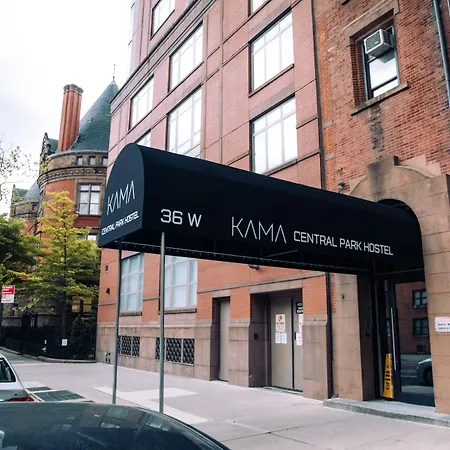 KAMA
CENTRAL PARK HOSTEL
36 W
KAMA CENTRAL PARK HOSTEL